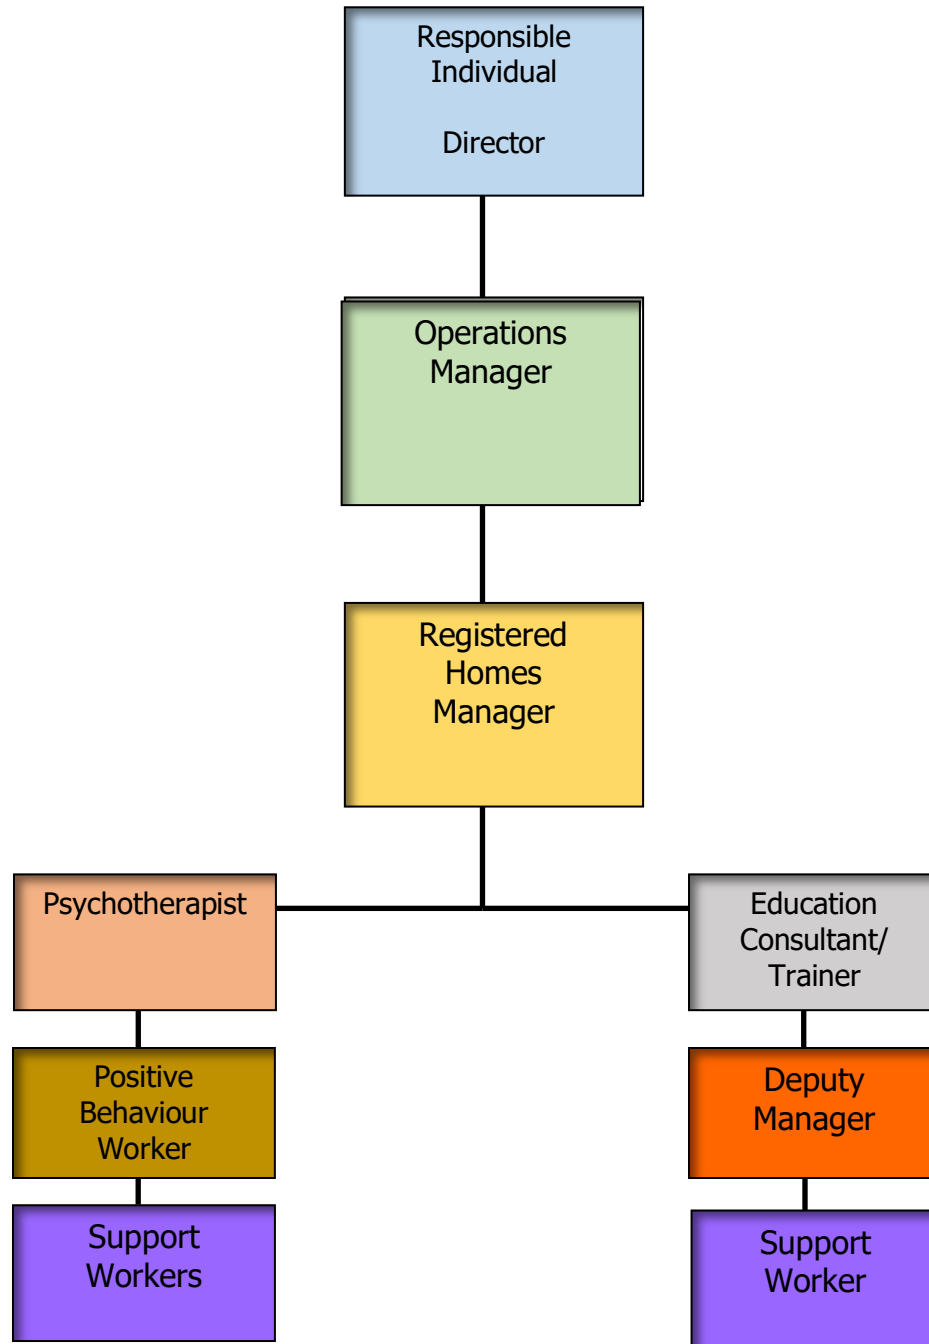 Responsible
Individual
Director
Operations
Manager
Registered
Homes
Manager
Psychotherapist
Education
Consultant/
Trainer
Positive
Behaviour
Worker
Deputy
Manager
Support
Workers
Support
Worker